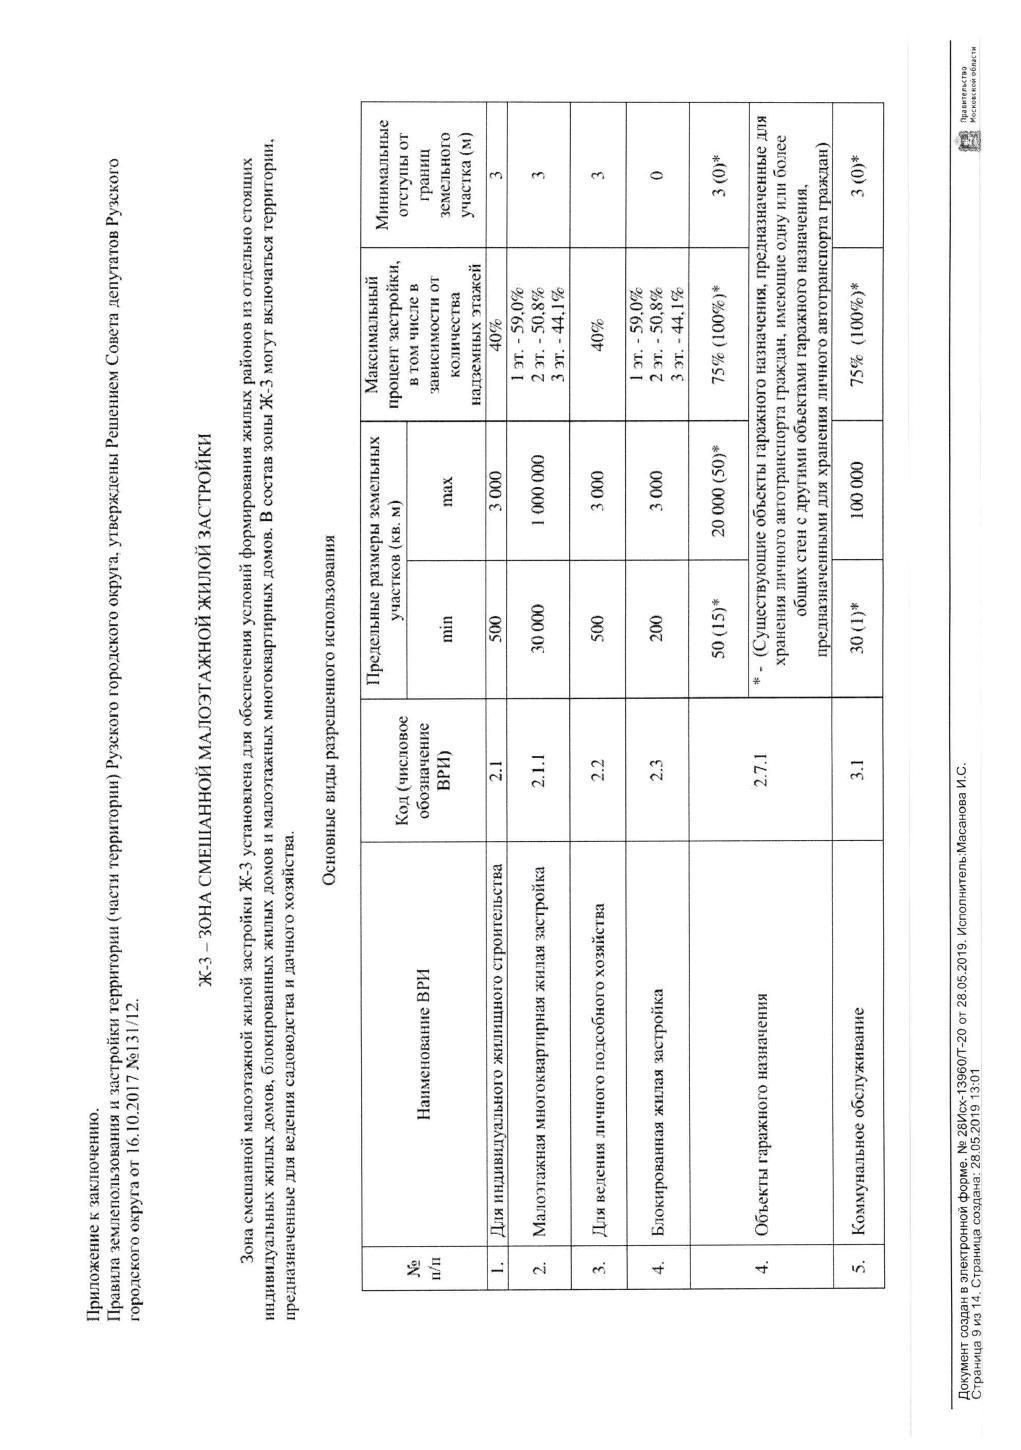 Приложение к заключению.
Правила землепользования и застройки территории (части территории) Рузского городского округа, утверждены Решением Совета депутатов Рузского
городского округа от 16.10.2017 №131/12.
Ж-3 – ЗОНА СМЕШАННОЙ МАЛОЭТАЖНОЙ ЖИЛОЙ ЗАСТРОЙКИ
Зона смешанной малоэтажной жилой застройки Ж-3 установлена для обеспечения условий формирования жилых районов из отдельно стоящих
индивидуальных жилых домов, блокированных жилых домов и малоэтажных многоквартирных домов. В состав зоны Ж-3 могут включаться территории,
предназначенные для ведения садоводства и дачного хозяйства.
Основные виды разрешенного использования
№
п/п
Наименование ВРИ
Код (числовое
обозначение
ВРИ)
Предельные размеры земельных
участков (кв. м)
min
max
Максимальный
процент застройки,
в том числе в
зависимости от
количества
надземных этажей
Минимальные
отступы от
границ
земельного
участка (м)
1. Для индивидуального жилищного строительства 2.1 500 3 000 40% 3
2. Малоэтажная многоквартирная жилая застройка 2.1.1 30 000 1 000 000
1 эт. - 59,0%
2 эт. - 50,8%
3 эт. - 44,1%
3
3. Для ведения личного подсобного хозяйства 2.2 500 3 000 40% 3
4. Блокированная жилая застройка 2.3 200 3 000
1 эт. - 59,0%
2 эт. - 50,8%
3 эт. - 44,1%
0
4. Объекты гаражного назначения 2.7.1
50 (15)* 20 000 (50)* 75% (100%)* 3 (0)*
* - (Существующие объекты гаражного назначения, предназначенные для
хранения личного автотранспорта граждан, имеющие одну или более
общих стен с другими объектами гаражного назначения,
предназначенными для хранения личного автотранспорта граждан)
5. Коммунальное обслуживание 3.1 30 (1)* 100 000 75% (100%)* 3 (0)*
Документ создан в электронной форме. № 28Исх-13960/Т-20 от 28.05.2019. Исполнитель:Масанова И.С.
Страница 9 из 14. Страница создана: 28.05.2019 13:01
Правительство
Московской области